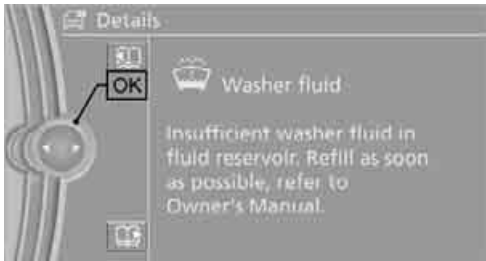 Details
OK
Washer fluid
Insufficient washer fluid in
fluid reservoir. Refill as soon
as possible, refer to
Owner's Manual.